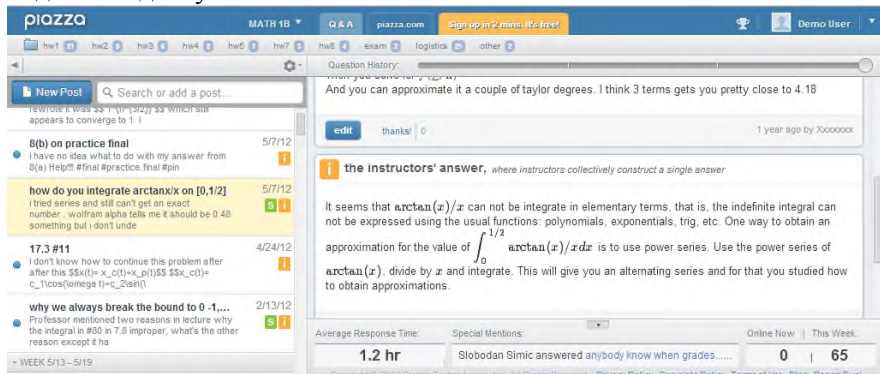 piazza
MATH 1B
Q & A
piazza.com
Sign up in 2 mins. It's free!
Demo User
hw1
hw2
hw3
hw4
hw5
hw7
hw8
exam
logistics
other
Question History:
New Post
Search or add a post...
appears to converge to 1. I
8(b) on practice final
5/7/12
I have no idea what to do with my answer from
8(a) Help!!! #final #practice.final #pin
i
how do you integrate arctanx/x on [0,1/2]
5/7/12
i tried series and still can't get an exact
number.. wolfram alpha tells me it should be 0.48
something but i don't unde
S i
17.3 #11
4/24/12
I don't know how to continue this problem after
after this $$x(t)= x_c(t)+x_p(t)$$ $$x_c(t)=
c_1\cos(\omega t)+c_2\sin(\
i
why we always break the bound to 0 -1,...
2/13/12
Professor mentioned two reasons in lecture why
the integral in #80 in 7.8 improper, what's the other
reason except it ha
S i
WEEK 5/13 - 5/19
And you can approximate it a couple of taylor degrees. I think 3 terms gets you pretty close to 4.18
edit
thanks! 0
1 year ago by Xooxxxx
i the instructors' answer, where instructors collectively construct a single answer
It seems that arctan(x)/x can not be integrate in elementary terms, that is, the indefinite integral can
not be expressed using the usual functions: polynomials, exponentials, trig, etc. One way to obtain an
approximation for the value of ∫₀^{1/2} arctan(x)/xdx is to use power series. Use the power series of
arctan(x), divide by x and integrate. This will give you an alternating series and for that you studied how
to obtain approximations.
Average Response Time:
Special Mentions:
Online Now | This Week:
1.2 hr
Slobodan Simic answered anybody know when grades......
0 | 65